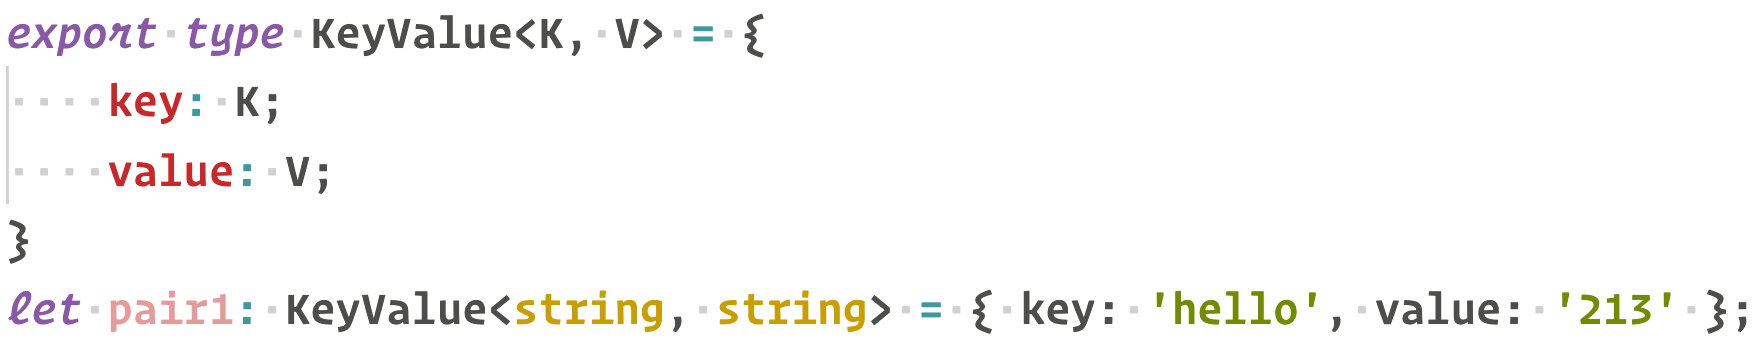 export type KeyValue<K, V> = {
    key: K;
    value: V;
}
let pair1: KeyValue<string, string> = { key: 'hello', value: '213' };